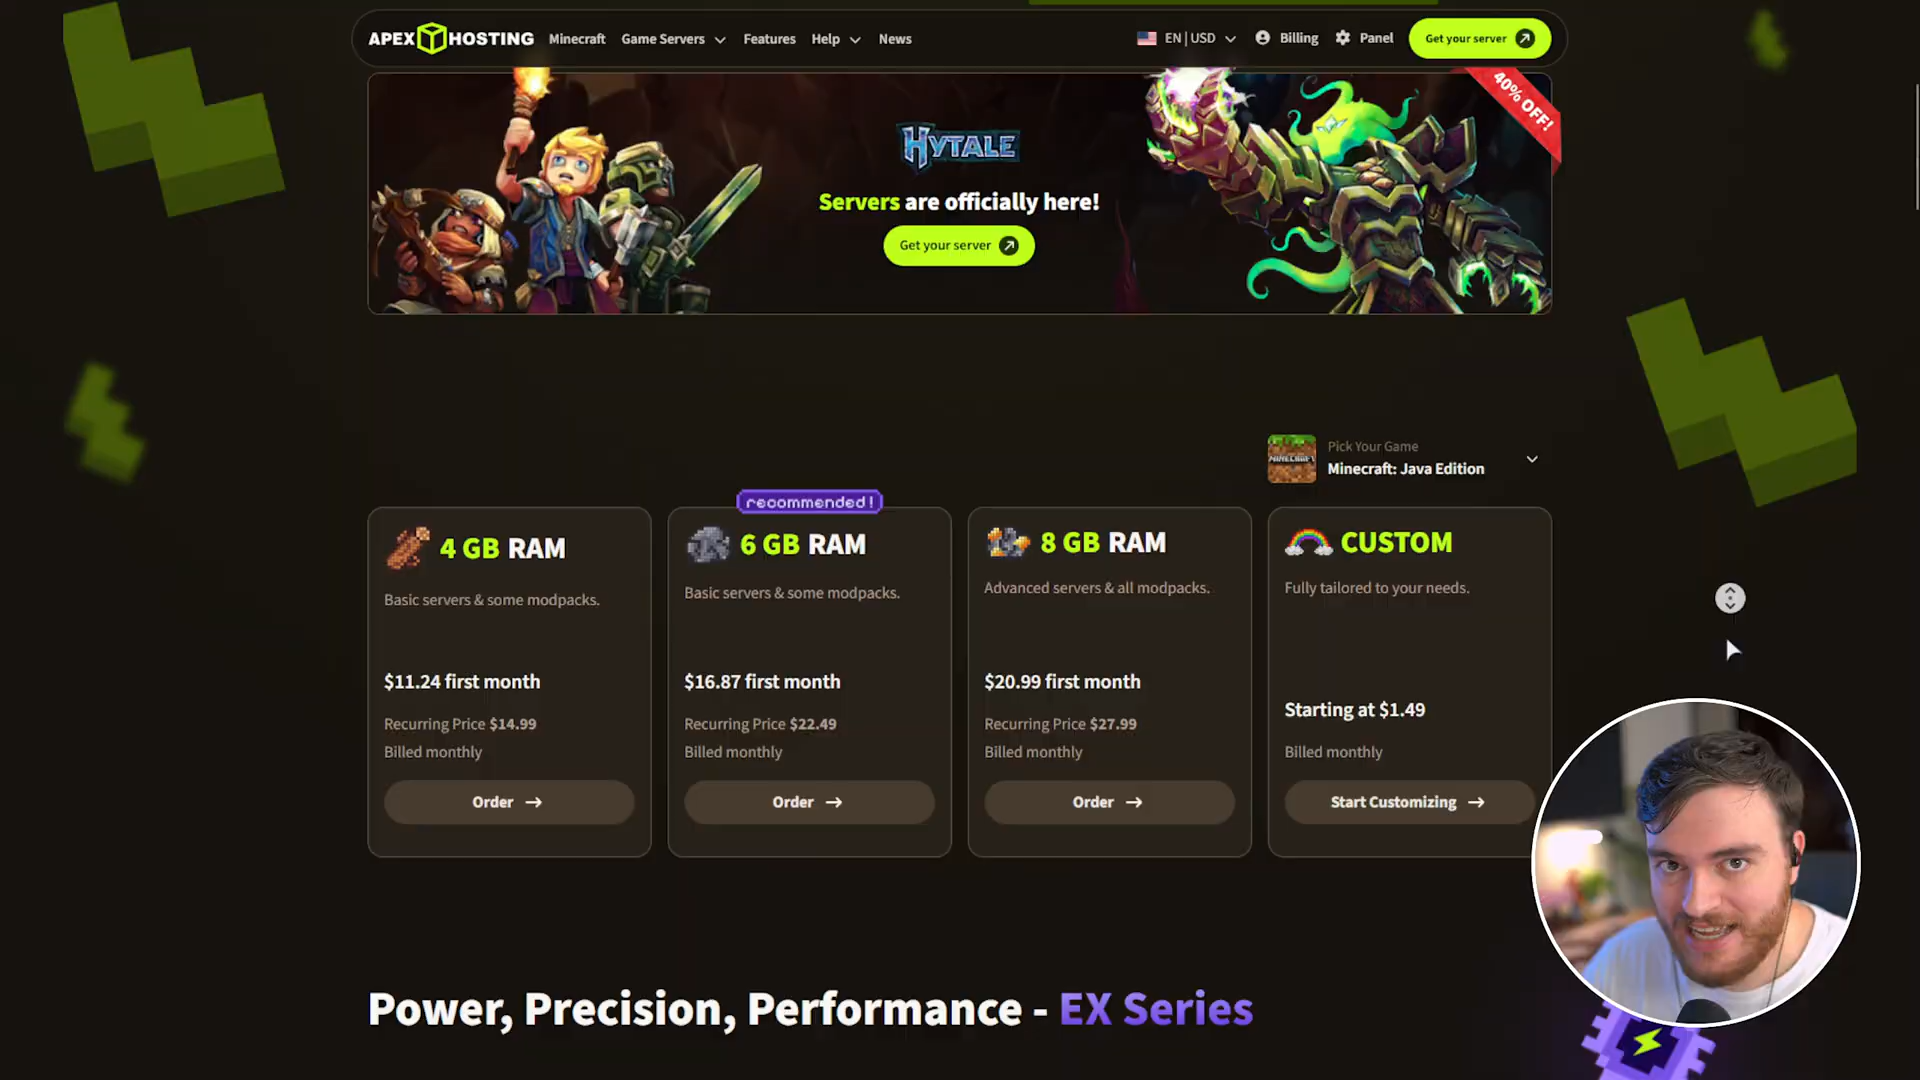 APEX HOSTING Minecraft Game Servers Features Help News EN | USD Billing Panel Get your server
40% OFF!
HYTALE
Servers are officially here!
Get your server
Pick Your Game
MINECRAFT
Minecraft: Java Edition
recommended!
4 GB RAM
Basic servers & some modpacks.
$11.24 first month
Recurring Price $14.99
Billed monthly
Order
6 GB RAM
Basic servers & some modpacks.
$16.87 first month
Recurring Price $22.49
Billed monthly
Order
8 GB RAM
Advanced servers & all modpacks.
$20.99 first month
Recurring Price $27.99
Billed monthly
Order
CUSTOM
Fully tailored to your needs.
Starting at $1.49
Billed monthly
Start Customizing
Power, Precision, Performance - EX Series